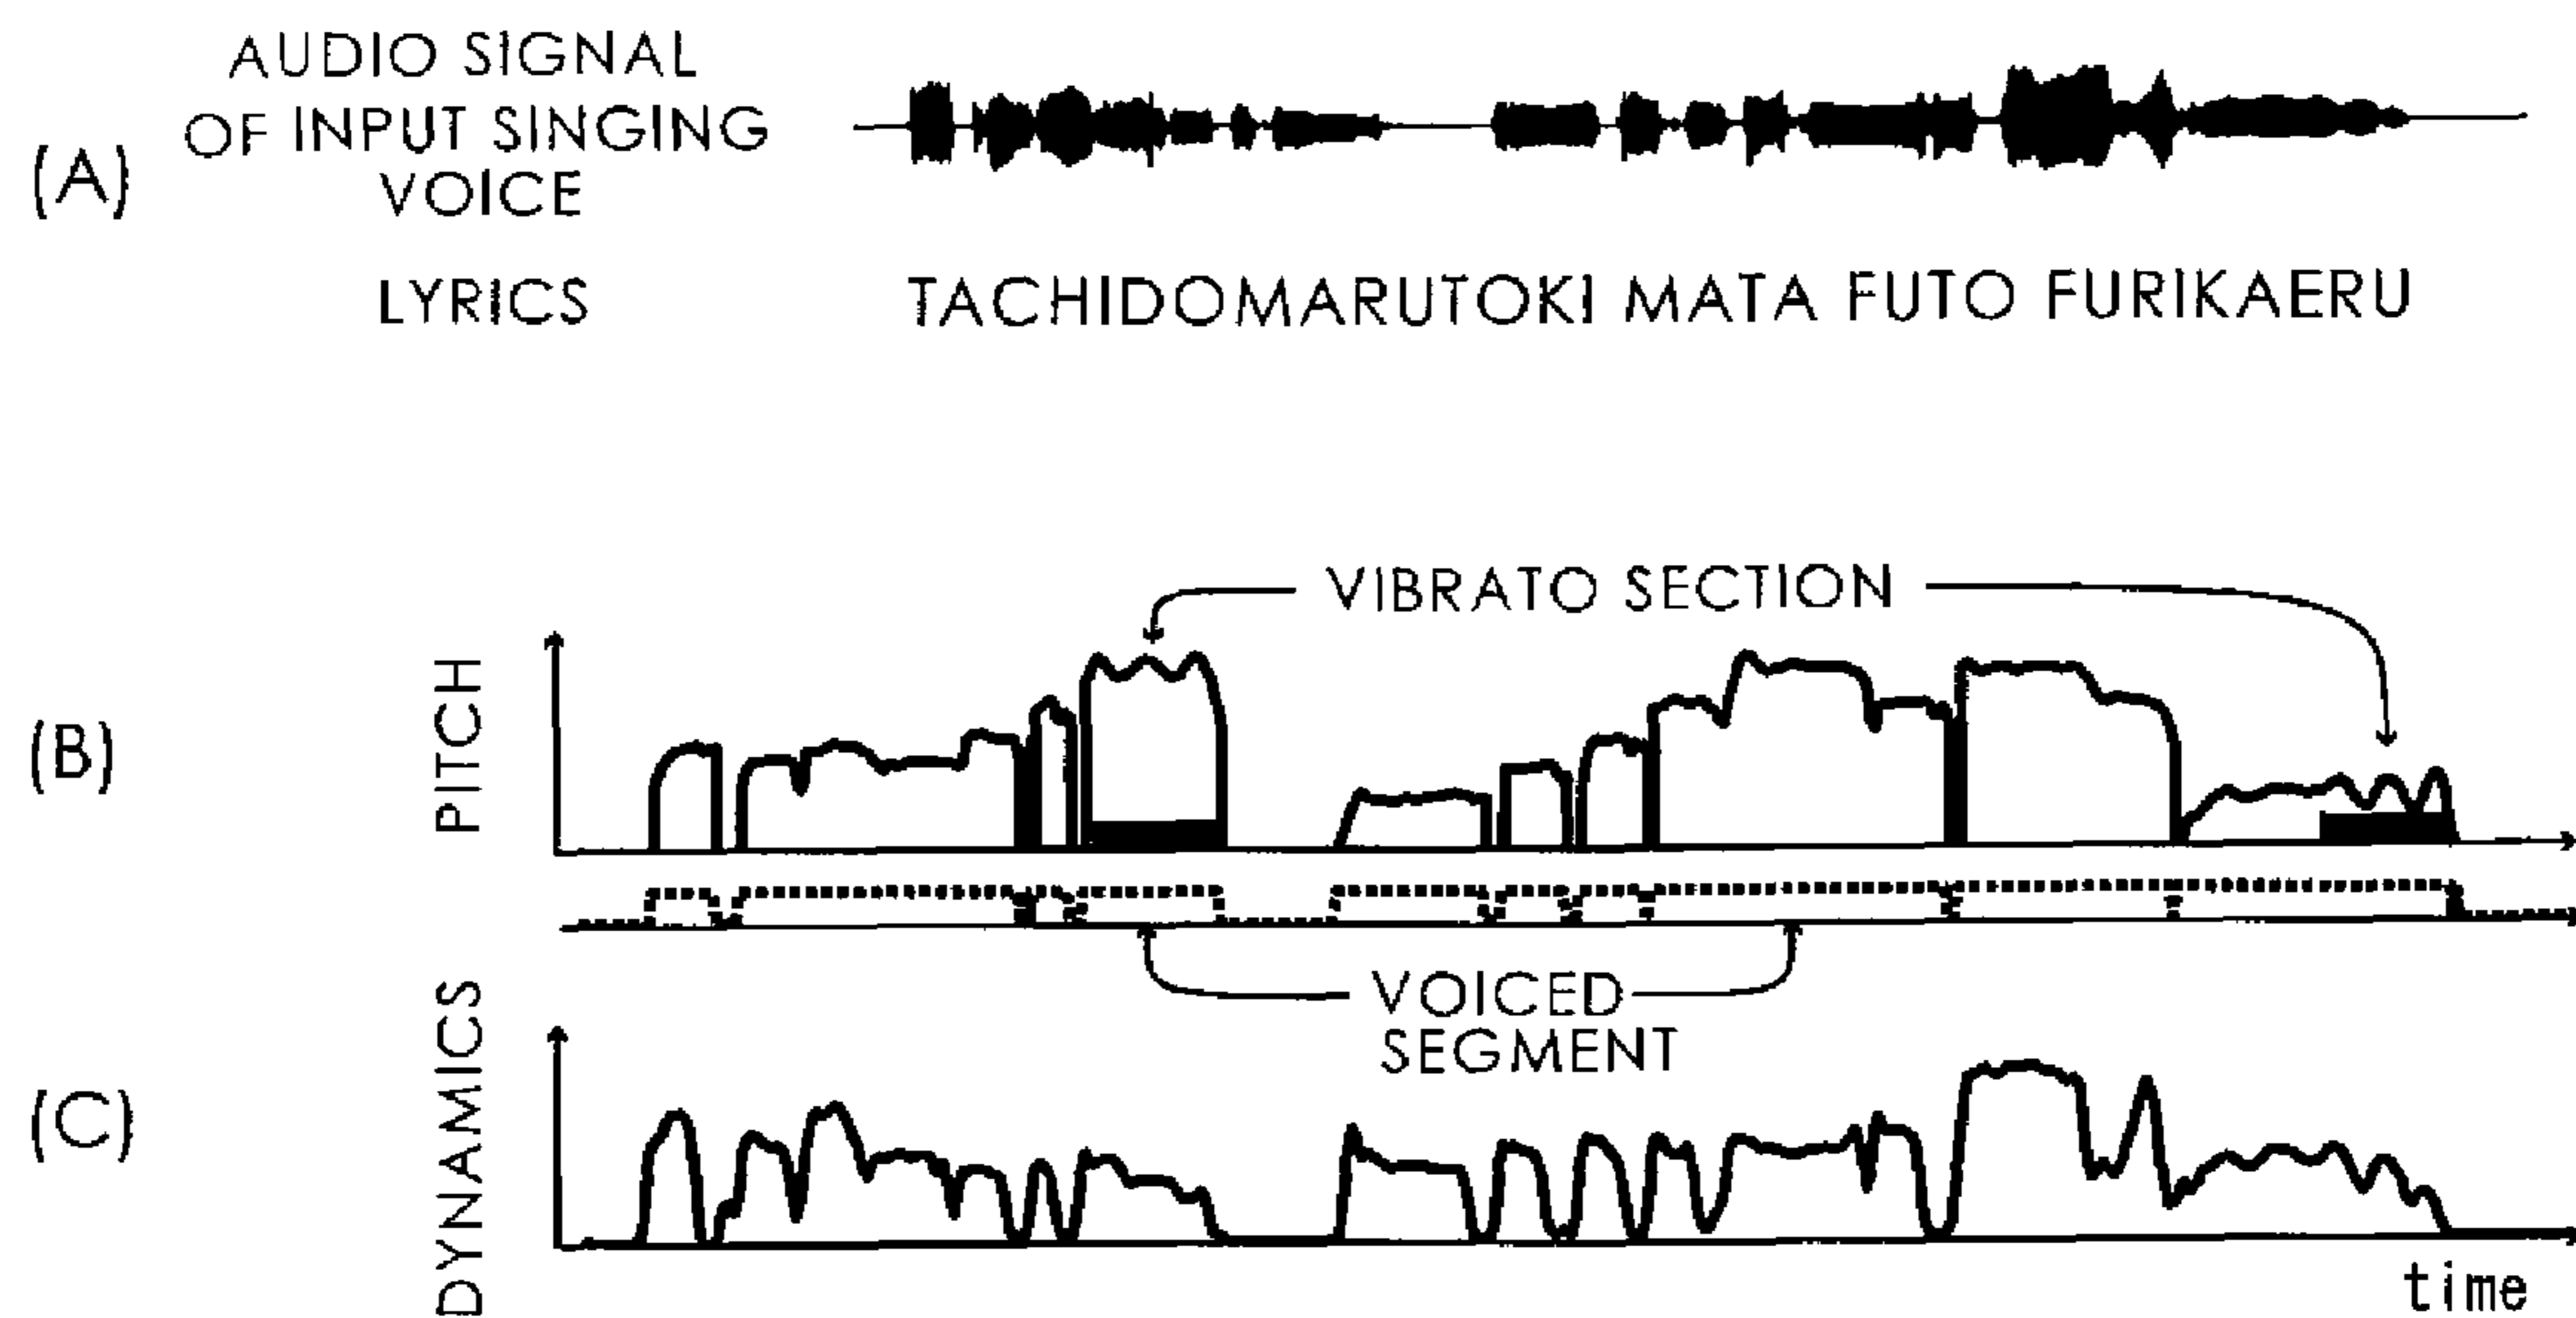 (A)
AUDIO SIGNAL
OF INPUT SINGING
VOICE
LYRICS
TACHIDOMARUTOKI MATA FUTO FURIKAERU
(B)
PITCH
VIBRATO SECTION
VOICED
SEGMENT
(C)
DYNAMICS
time